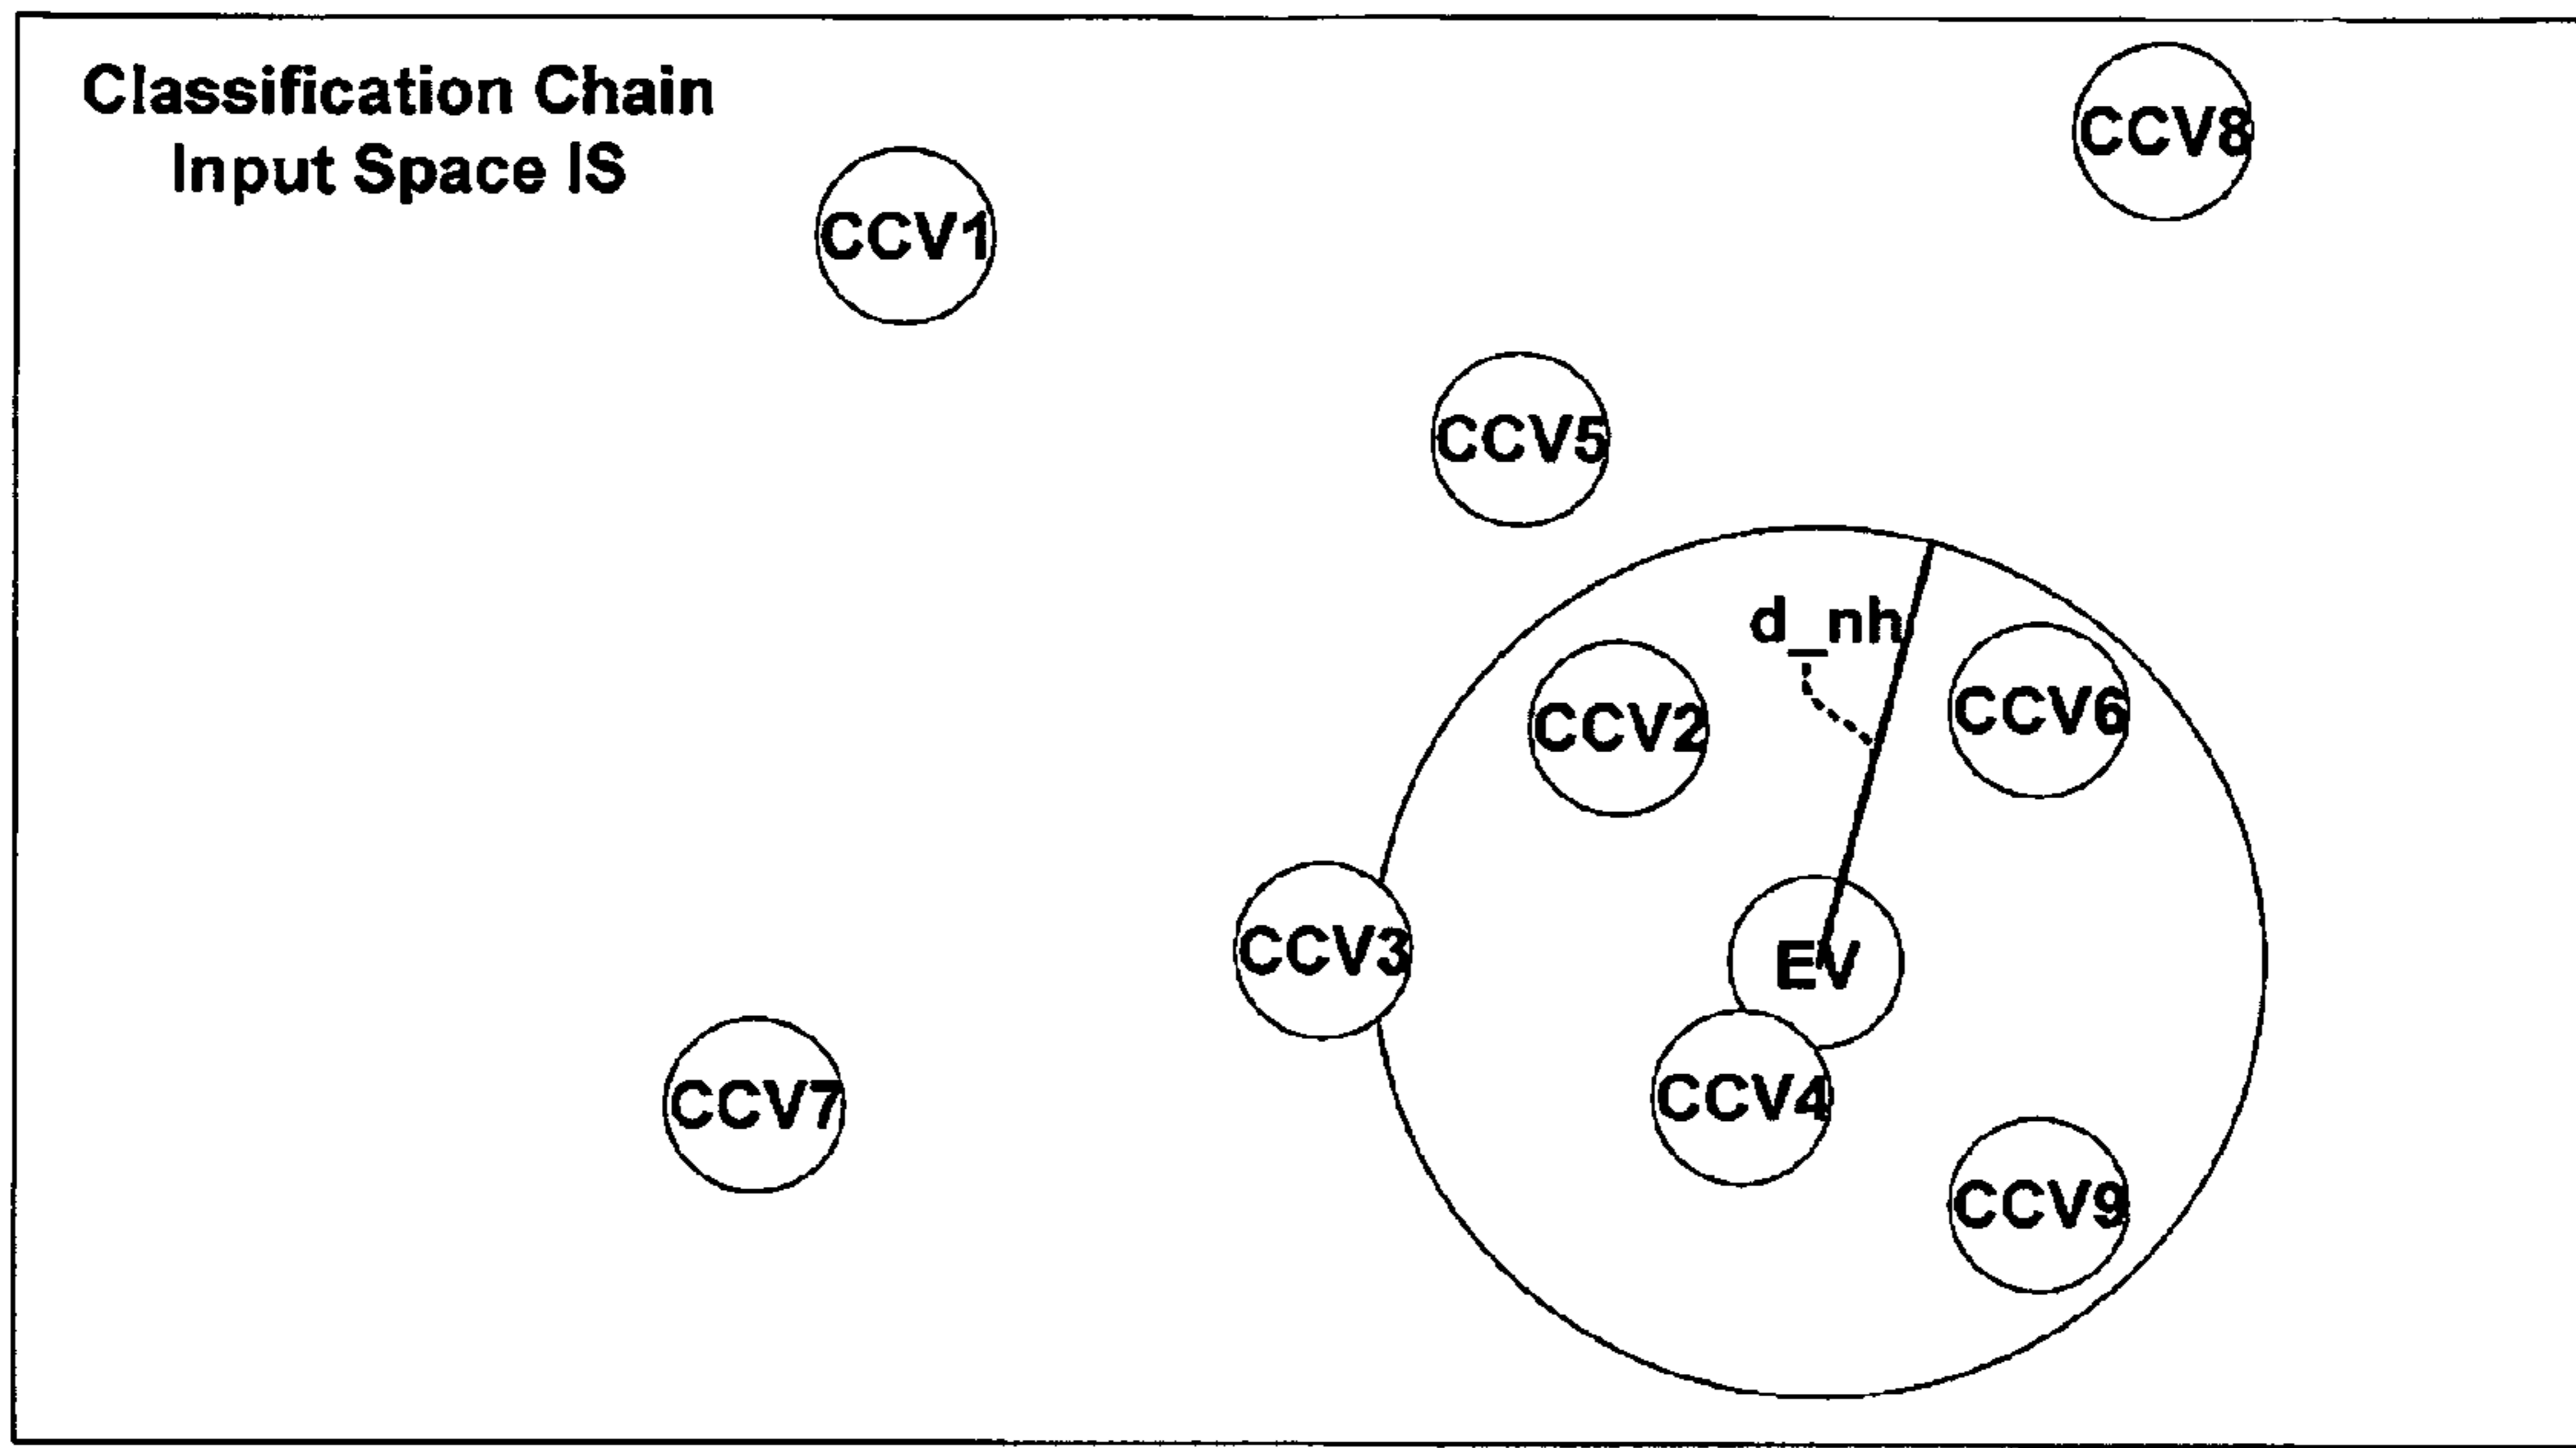 Classification Chain
Input Space IS
CCV8
CCV1
CCV5
d_nh
CCV6
CCV2
CCV3
EV
CCV4
CCV7
CCV9